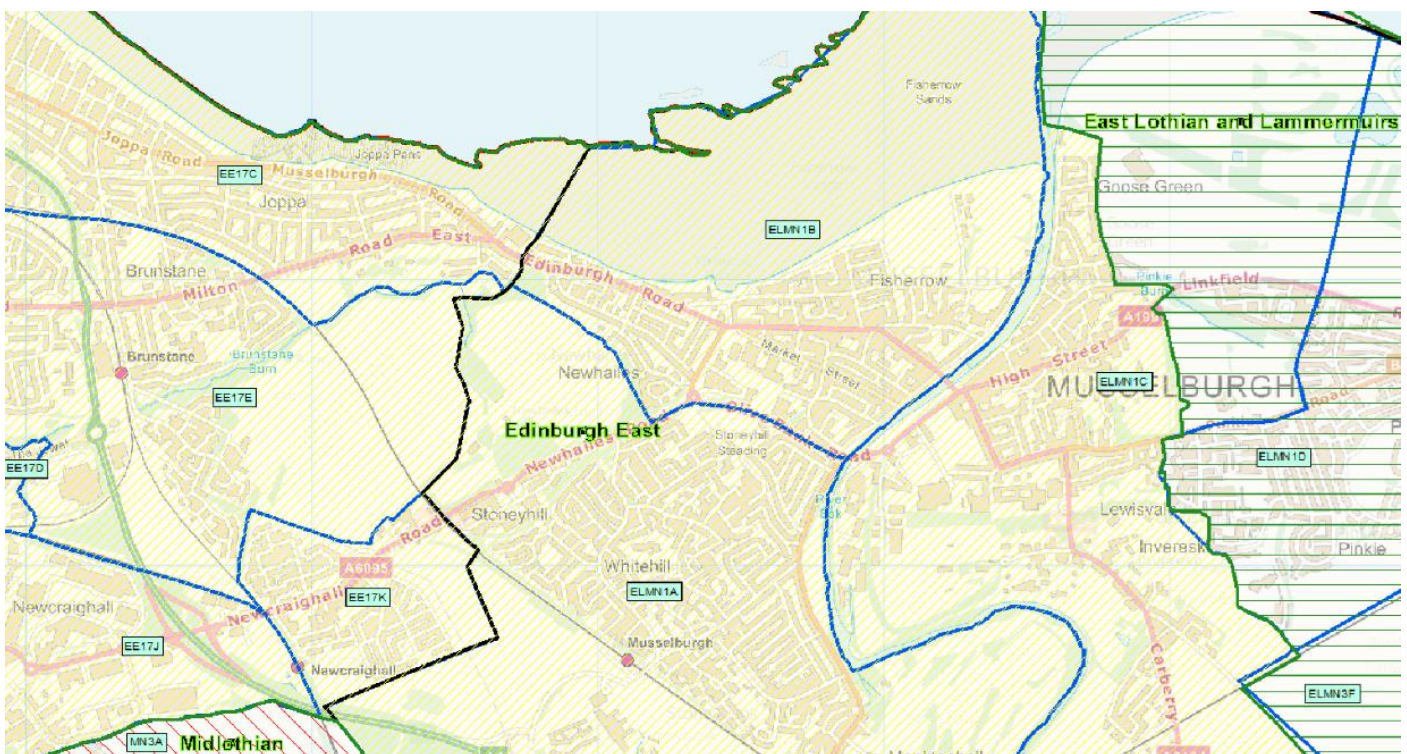 Fisherrow
Sands
East Lothian and Lammermuirs
Joppa Road
Joppa Pans
EE17C
Musselburgh
Road
Joppa
Goose Green
ELMN1B
Road East
Edinburgh
Road
Brunstane
Milton
Fisherrow
Pinkie
Burn
Linkfield
A199
Brunstane
Brunstane
Burn
Market
Street
High Street
Newhailes
ELMN1C
MUSSELBURGH
EE17E
Edinburgh East
Newhailes Road
Stoneyhill
Steading
Road
EE17D
ELMN1D
River
Esk
Stoneyhill
Road
Lewisvale
Inveresk
Pinkie
A6095
Whitehill
ELMN1A
Newcraighall
EE17K
Newcraighall
EE17J
Musselburgh
Newcraighall
Carberry
ELMN3F
MN3A
Midlothian